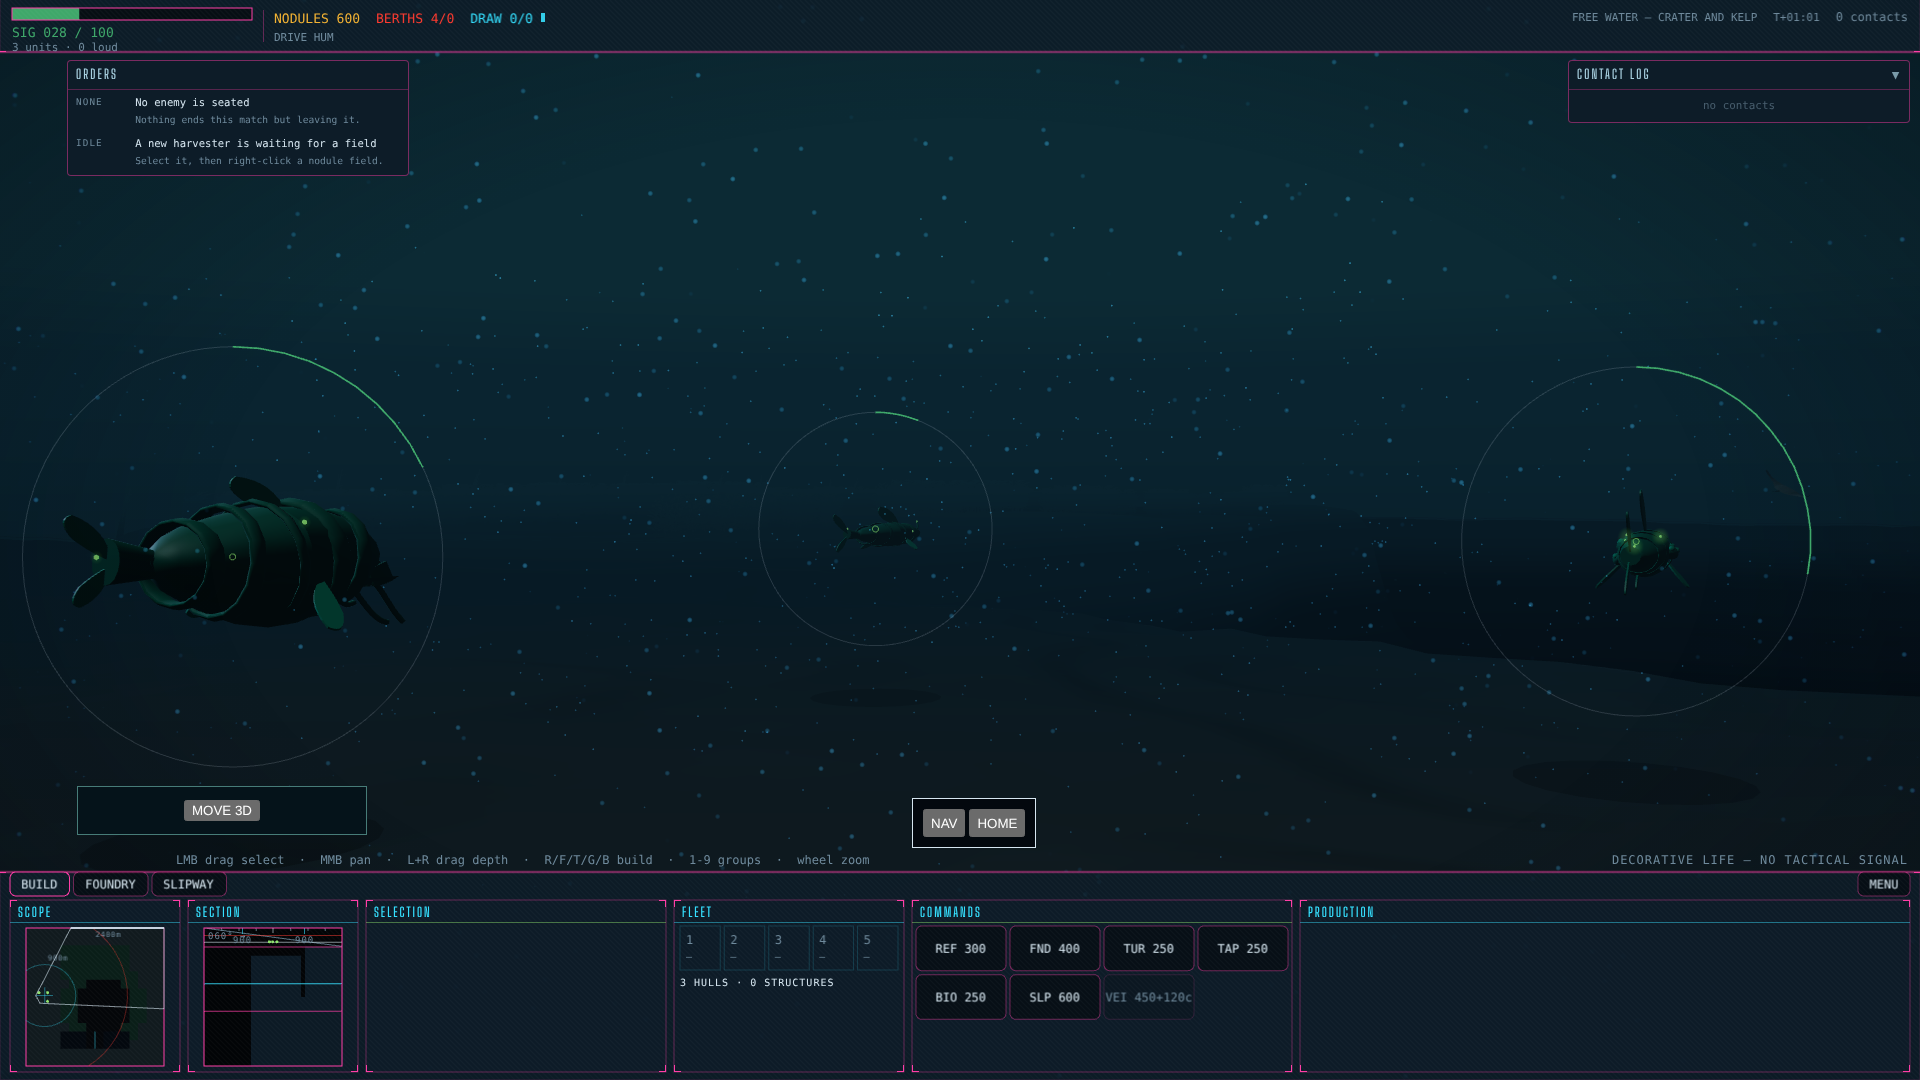 SIG 028 / 100
3 units · 0 loud
NODULES 600 BERTHS 4/0 DRAW 0/0
DRIVE HUM
FREE WATER — CRATER AND KELP T+01:01 0 contacts
ORDERS
NONE No enemy is seated
Nothing ends this match but leaving it.
IDLE A new harvester is waiting for a field
Select it, then right-click a nodule field.
CONTACT LOG ▼
no contacts
MOVE 3D
NAV HOME
LMB drag select · MMB pan · L+R drag depth · R/F/T/G/B build · 1-9 groups · wheel zoom
DECORATIVE LIFE — NO TACTICAL SIGNAL
BUILD FOUNDRY SLIPWAY MENU
SCOPE
2400m
900m
SECTION
060°
900 900
SELECTION
FLEET
1 2 3 4 5
— — — — —
3 HULLS · 0 STRUCTURES
COMMANDS
REF 300 FND 400 TUR 250 TAP 250
BIO 250 SLP 600 VEI 450+120c
PRODUCTION